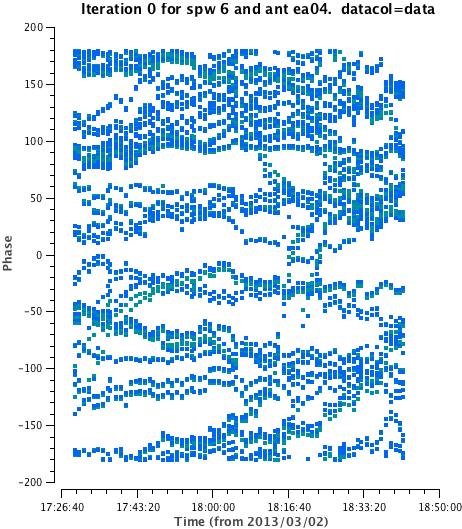 Iteration 0 for spw 6 and ant ea04.  datacol=data
200
150
100
50
0
-50
-100
-150
-200
Phase
17:26:40 17:43:20 18:00:00 18:16:40 18:33:20 18:50:00
Time (from 2013/03/02)